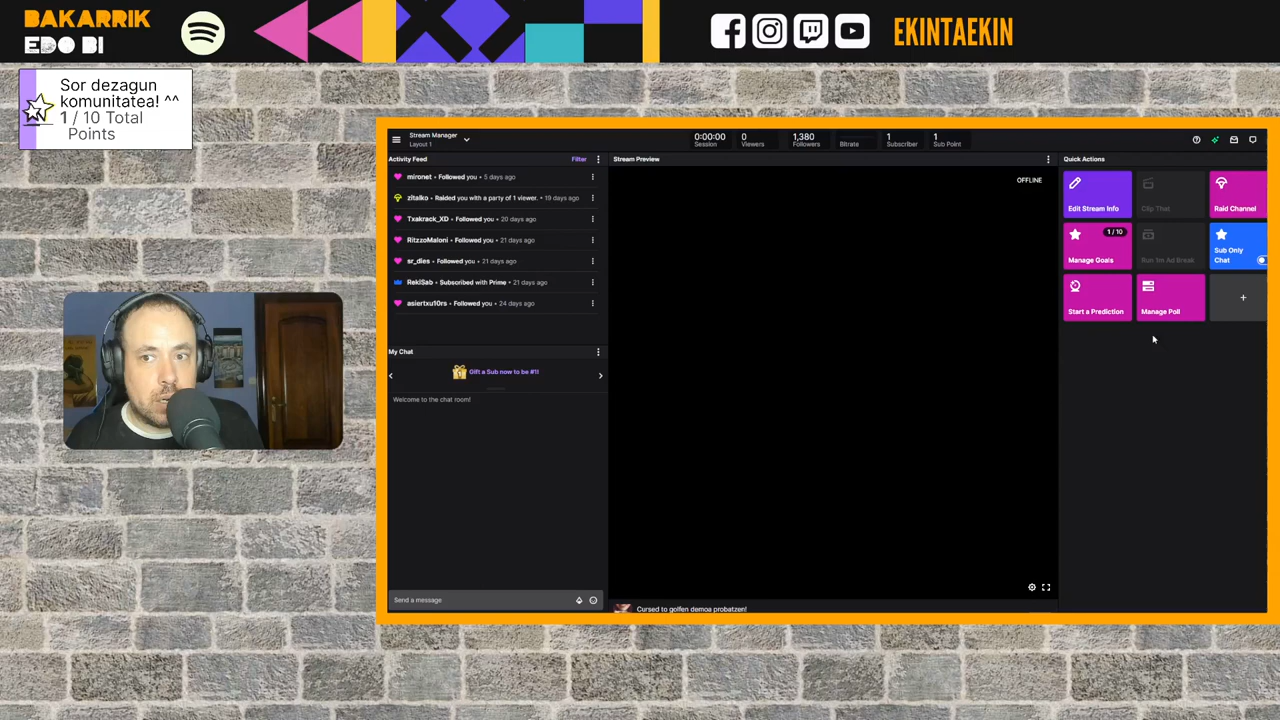 BAKARRIK
EDO BI
EKINTAEKIN
Sor dezagun
komunitatea! ^^
1 / 10 Total
Points
Stream Manager
Layout 1
0:00:00
Session
0
Viewers
1,380
Followers
Bitrate
1
Subscriber
1
Sub Point
Activity Feed
Filter
mironet • Followed you • 5 days ago
zitalko • Raided you with a party of 1 viewer. • 19 days ago
Txakrack_XD • Followed you • 20 days ago
RitzzoMaloni • Followed you • 21 days ago
sr_dies • Followed you • 21 days ago
ReklSab • Subscribed with Prime • 21 days ago
asiertxu10rs • Followed you • 24 days ago
My Chat
Gift a Sub now to be #1!
Welcome to the chat room!
Send a message
Stream Preview
OFFLINE
Cursed to golfen demoa probatzen!
Quick Actions
Edit Stream Info
Clip That
Raid Channel
1 / 10
Manage Goals
Run 1m Ad Break
Sub Only
Chat
Start a Prediction
Manage Poll